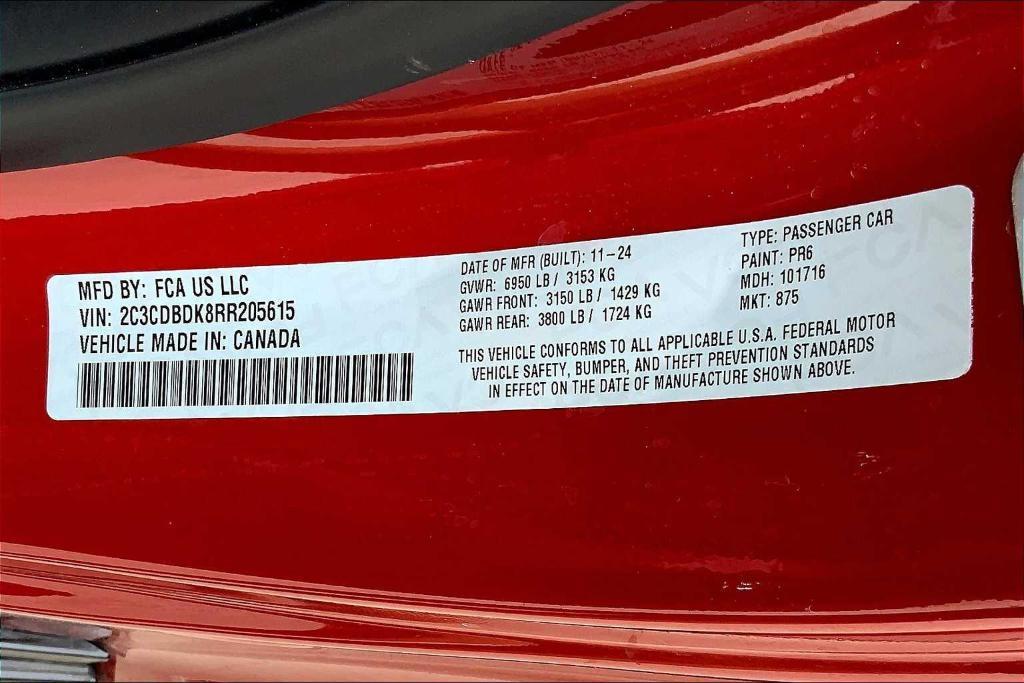 MFD BY: FCA US LLC
VIN: 2C3CDBDK8RR205615
VEHICLE MADE IN: CANADA
DATE OF MFR (BUILT): 11-24
GVWR: 6950 LB / 3153 KG
GAWR FRONT: 3150 LB / 1429 KG
GAWR REAR: 3800 LB / 1724 KG
TYPE: PASSENGER CAR
PAINT: PR6
MDH: 101716
MKT: 875
THIS VEHICLE CONFORMS TO ALL APPLICABLE U.S.A. FEDERAL MOTOR
VEHICLE SAFETY, BUMPER, AND THEFT PREVENTION STANDARDS
IN EFFECT ON THE DATE OF MANUFACTURE SHOWN ABOVE.